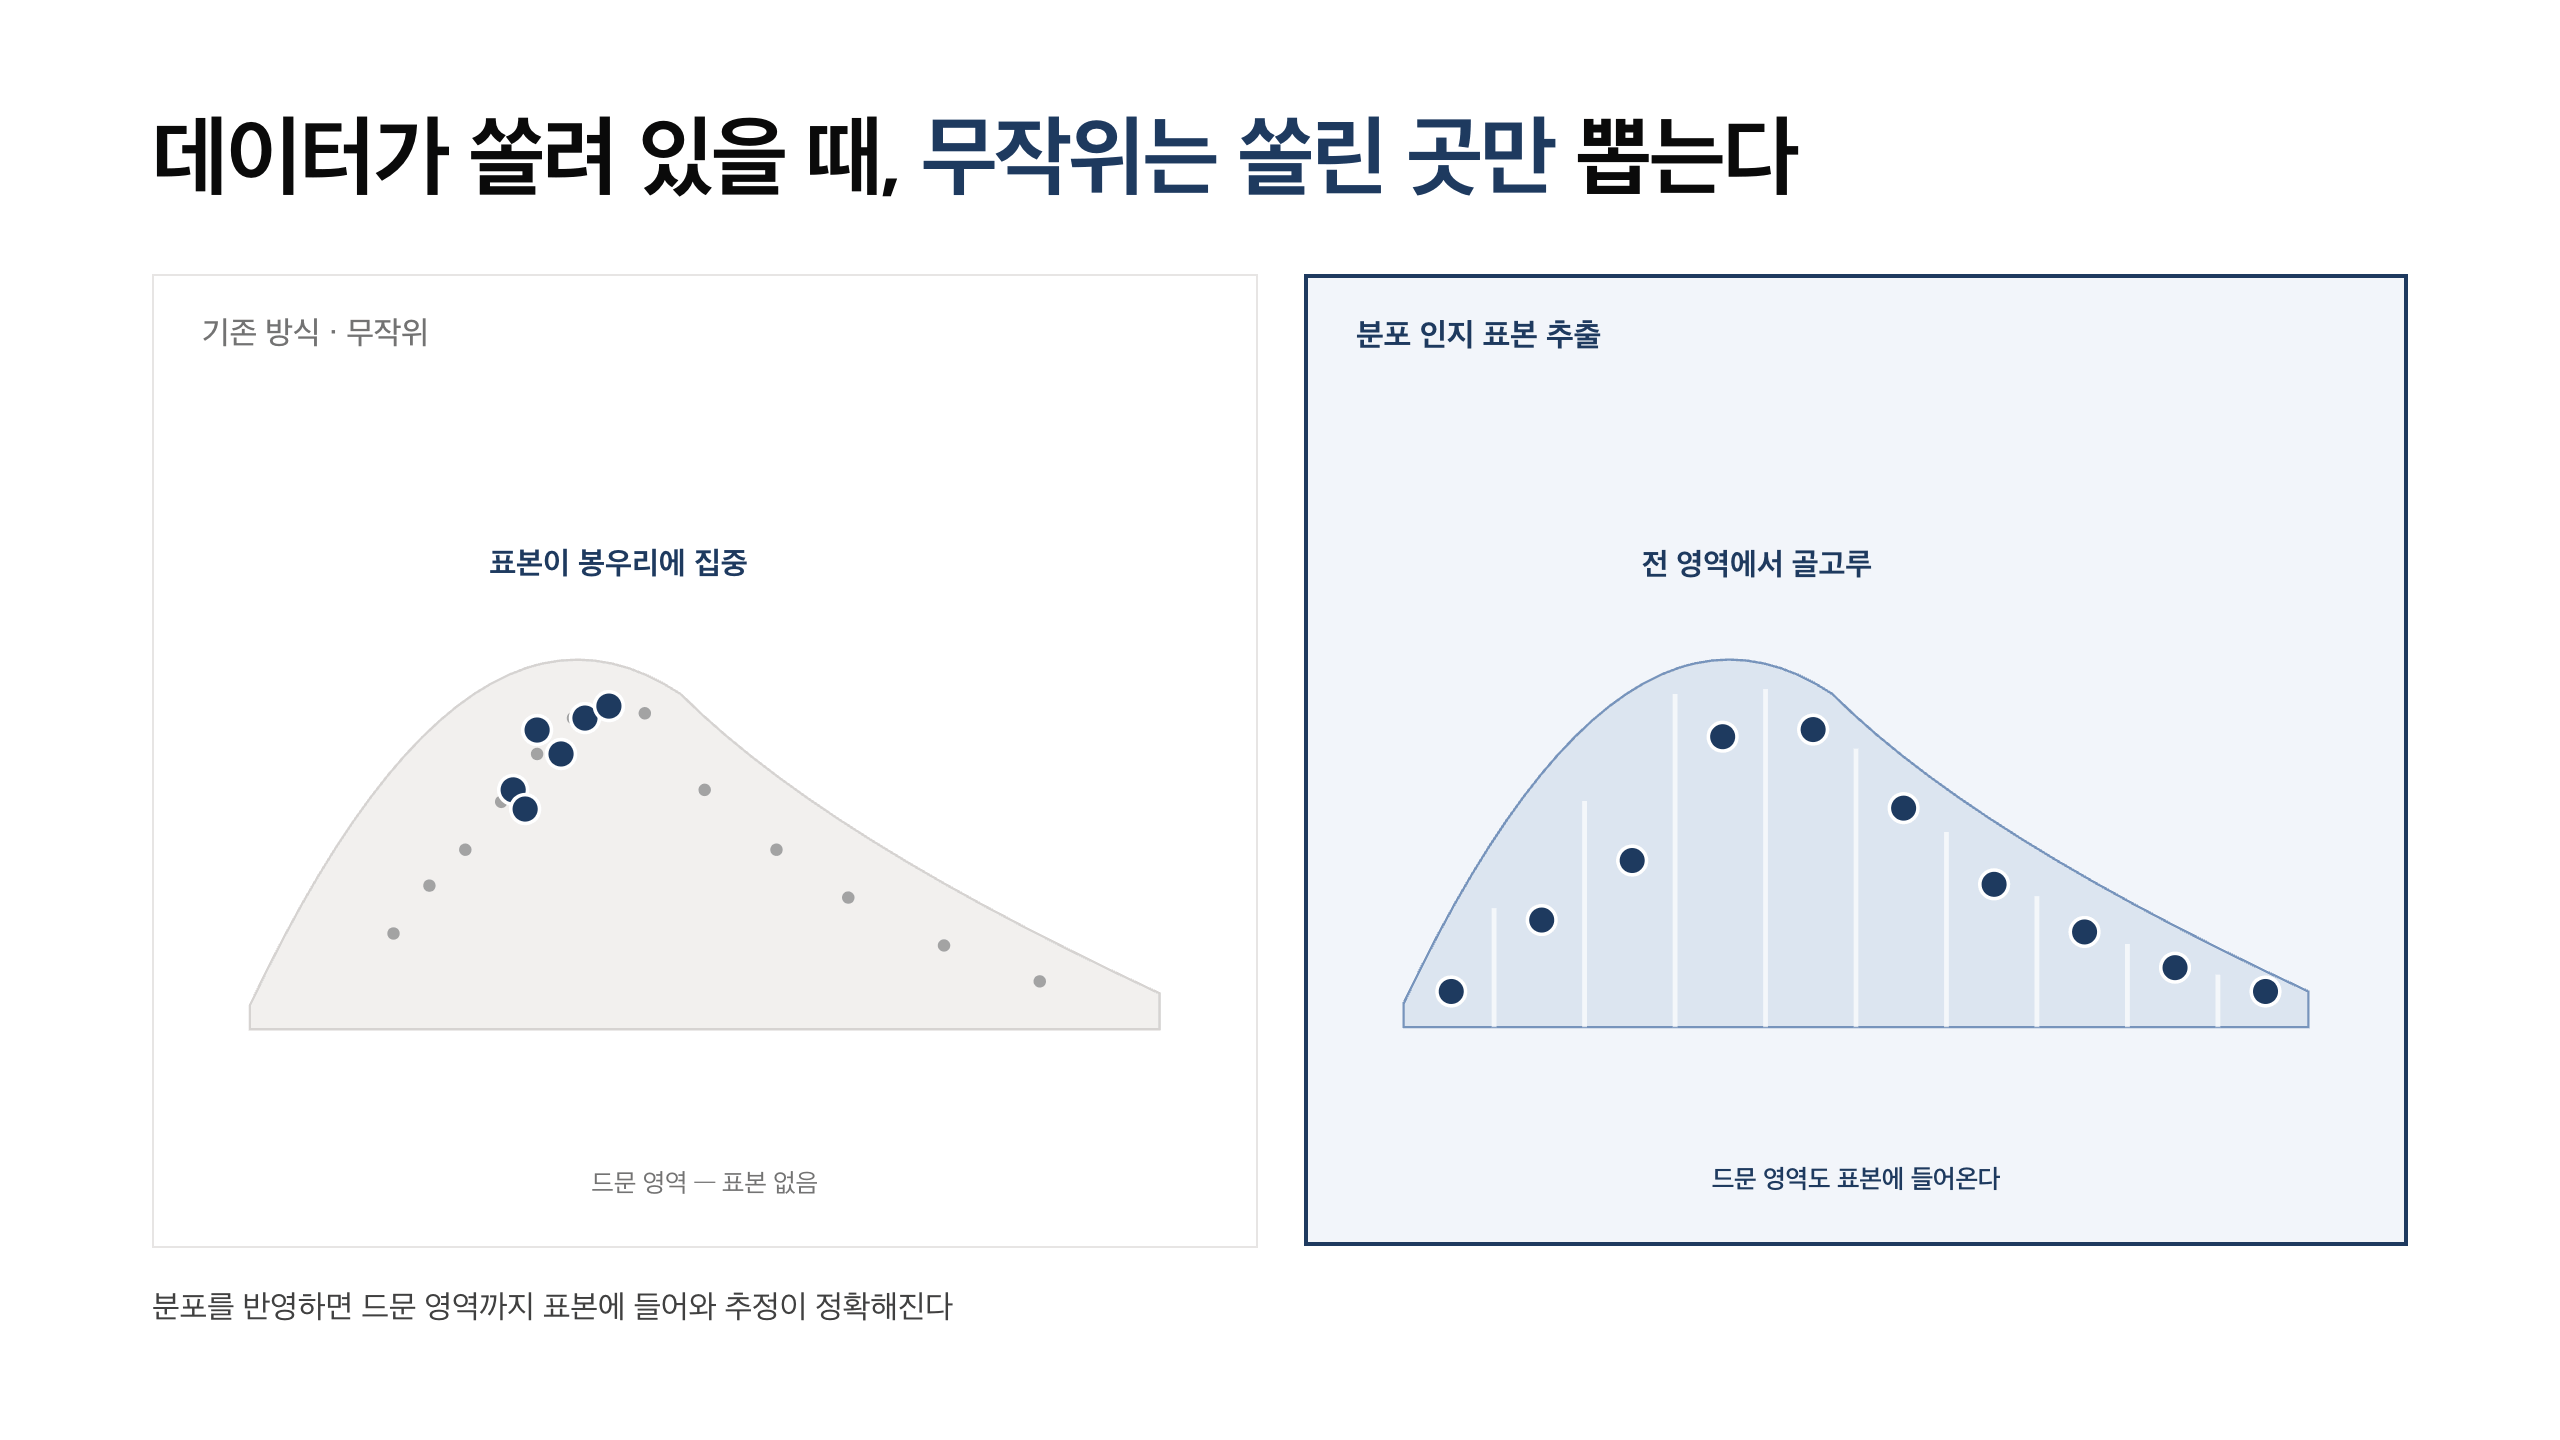 데이터가 쏠려 있을 때, 무작위는 쏠린 곳만 뽑는다
기존 방식 · 무작위
표본이 봉우리에 집중
드문 영역 — 표본 없음
분포 인지 표본 추출
전 영역에서 골고루
드문 영역도 표본에 들어온다
분포를 반영하면 드문 영역까지 표본에 들어와 추정이 정확해진다